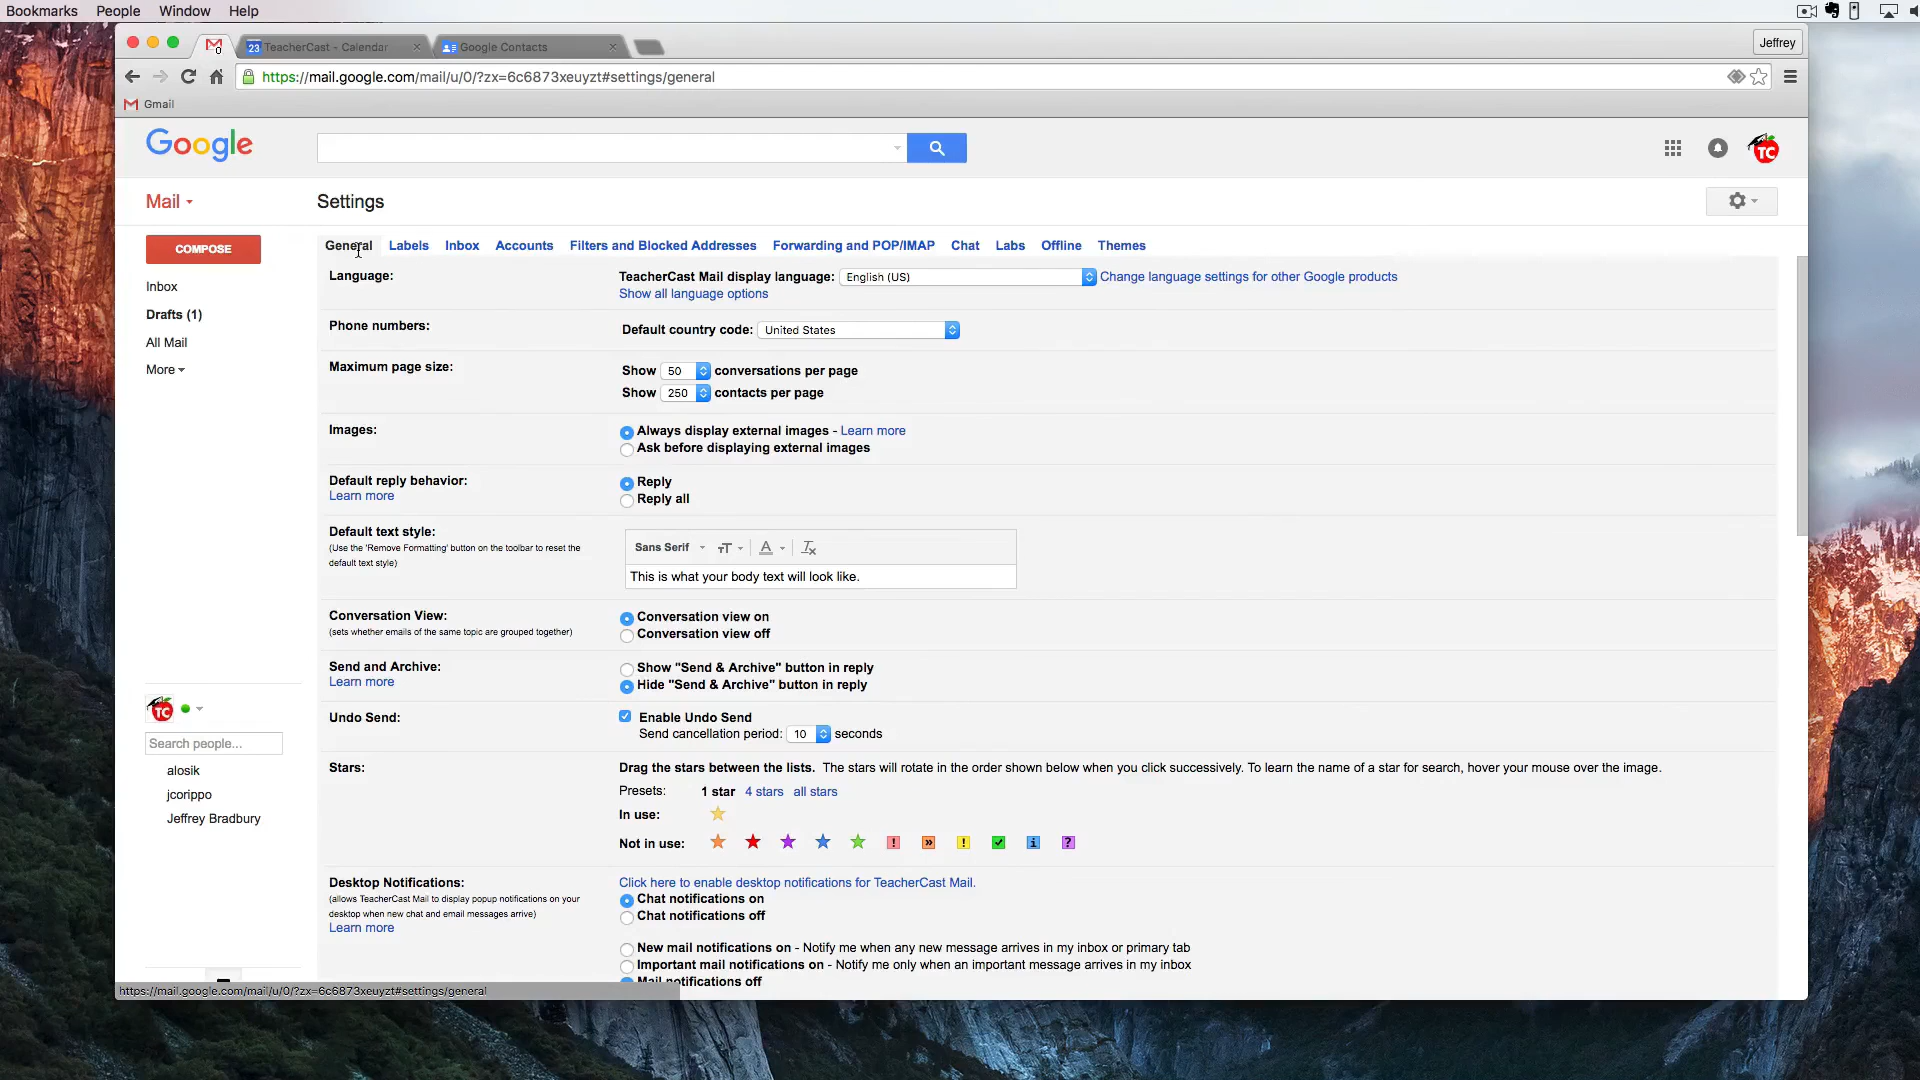 Bookmarks People Window Help
0 23 TeacherCast - Calendar × Google Contacts × Jeffrey
https://mail.google.com/mail/u/0/?zx=6c6873xeuyzt#settings/general
Gmail
Google
TC
Mail Settings
General Labels Inbox Accounts Filters and Blocked Addresses Forwarding and POP/IMAP Chat Labs Offline Themes
COMPOSE
Inbox
Drafts (1)
All Mail
More
Language: TeacherCast Mail display language: English (US) Change language settings for other Google products
Show all language options
Phone numbers: Default country code: United States
Maximum page size: Show 50 conversations per page
Show 250 contacts per page
Images: Always display external images - Learn more
Ask before displaying external images
Default reply behavior: Reply
Learn more Reply all
Default text style:
(Use the 'Remove Formatting' button on the toolbar to reset the
default text style)
Sans Serif TT A Tx
This is what your body text will look like.
Conversation View: Conversation view on
(sets whether emails of the same topic are grouped together) Conversation view off
Send and Archive: Show "Send & Archive" button in reply
Learn more Hide "Send & Archive" button in reply
Undo Send: Enable Undo Send
Send cancellation period: 10 seconds
TC
Search people...
alosik
jcorippo
Jeffrey Bradbury
Stars: Drag the stars between the lists. The stars will rotate in the order shown below when you click successively. To learn the name of a star for search, hover your mouse over the image.
Presets: 1 star 4 stars all stars
In use:
Not in use: ! » ! i ?
Desktop Notifications: Click here to enable desktop notifications for TeacherCast Mail.
(allows TeacherCast Mail to display popup notifications on your
desktop when new chat and email messages arrive)
Learn more
Chat notifications on
Chat notifications off
New mail notifications on - Notify me when any new message arrives in my inbox or primary tab
Important mail notifications on - Notify me only when an important message arrives in my inbox
Mail notifications off
https://mail.google.com/mail/u/0/?zx=6c6873xeuyzt#settings/general